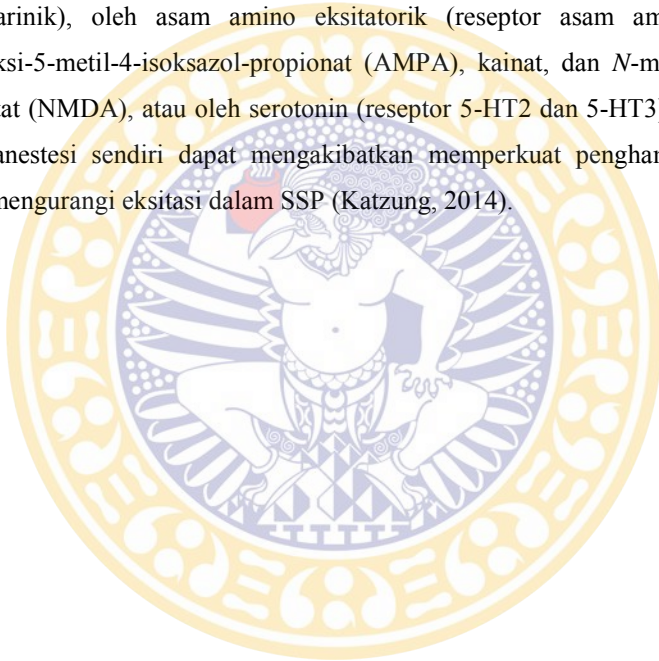 arinik), oleh asam amino eksitatorik (reseptor asam am
ksi-5-metil-4-isoksazol-propionat (AMPA), kainat, dan N-m
tat (NMDA), atau oleh serotonin (reseptor 5-HT2 dan 5-HT3
anestesi sendiri dapat mengakibatkan memperkuat penghan
mengurangi eksitasi dalam SSP (Katzung, 2014).